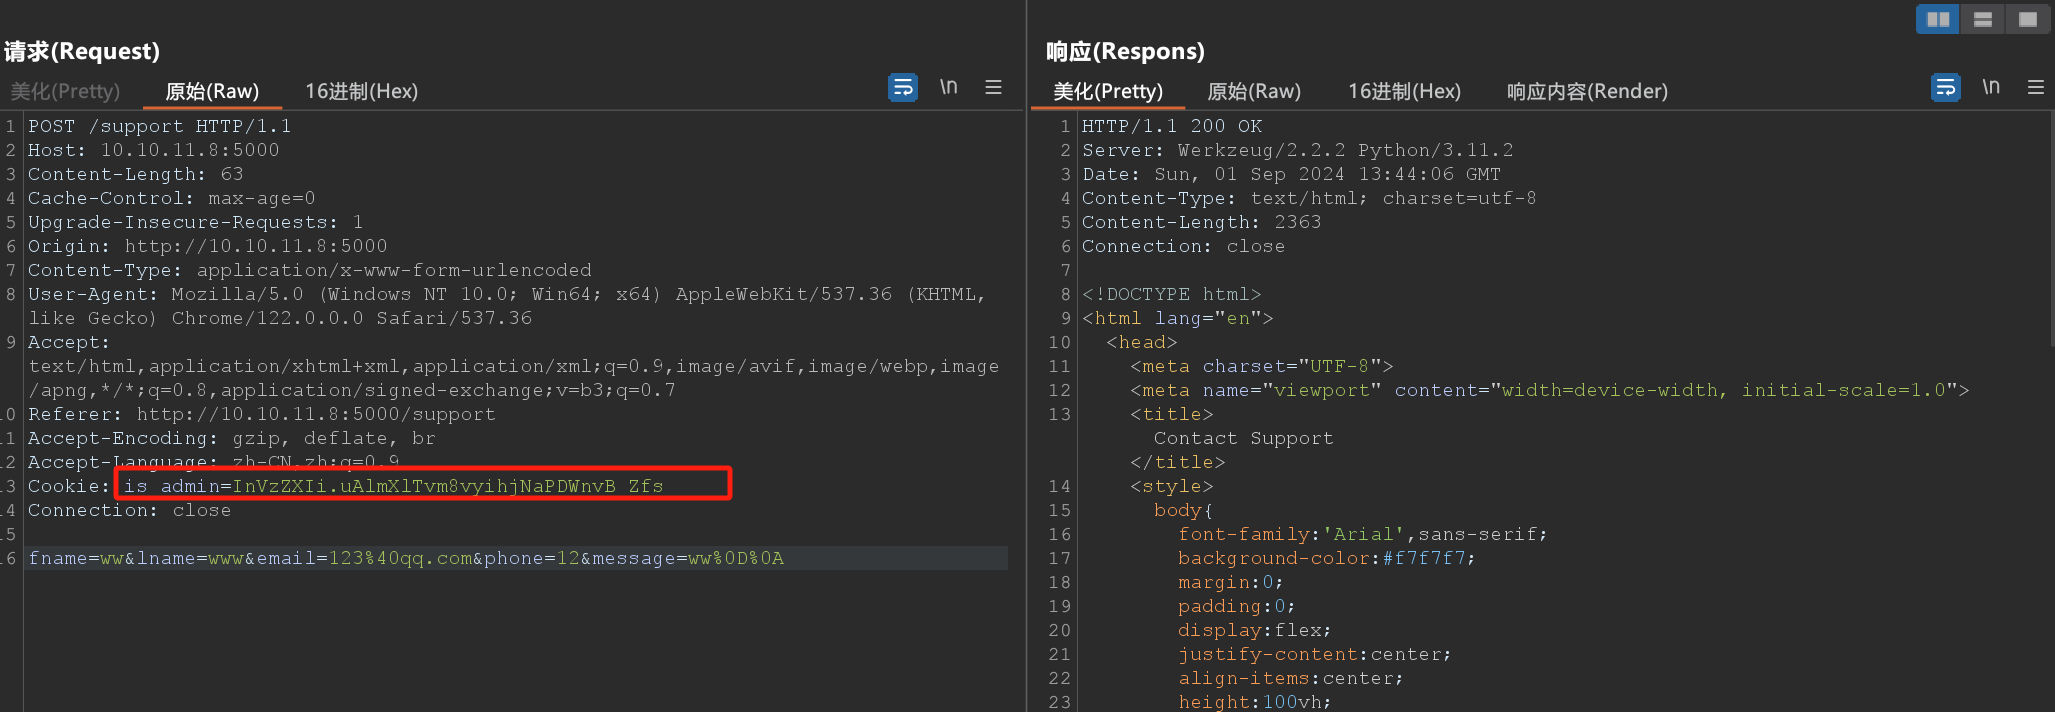 请求(Request)
美化(Pretty) 原始(Raw) 16进制(Hex) \n
1 POST /support HTTP/1.1
2 Host: 10.10.11.8:5000
3 Content-Length: 63
4 Cache-Control: max-age=0
5 Upgrade-Insecure-Requests: 1
6 Origin: http://10.10.11.8:5000
7 Content-Type: application/x-www-form-urlencoded
8 User-Agent: Mozilla/5.0 (Windows NT 10.0; Win64; x64) AppleWebKit/537.36 (KHTML,
like Gecko) Chrome/122.0.0.0 Safari/537.36
9 Accept:
text/html,application/xhtml+xml,application/xml;q=0.9,image/avif,image/webp,image
/apng,*/*;q=0.8,application/signed-exchange;v=b3;q=0.7
0 Referer: http://10.10.11.8:5000/support
1 Accept-Encoding: gzip, deflate, br
2 Accept-Language: zh-CN,zh;q=0.9
3 Cookie: is_admin=InVzZXIi.uAlmXlTvm8vyihjNaPDWnvB_Zfs
4 Connection: close
5
6 fname=ww&lname=www&email=123%40qq.com&phone=12&message=ww%0D%0A
响应(Respons)
美化(Pretty) 原始(Raw) 16进制(Hex) 响应内容(Render) \n
1 HTTP/1.1 200 OK
2 Server: Werkzeug/2.2.2 Python/3.11.2
3 Date: Sun, 01 Sep 2024 13:44:06 GMT
4 Content-Type: text/html; charset=utf-8
5 Content-Length: 2363
6 Connection: close
7
8 <!DOCTYPE html>
9 <html lang="en">
10 <head>
11 <meta charset="UTF-8">
12 <meta name="viewport" content="width=device-width, initial-scale=1.0">
13 <title>
Contact Support
</title>
14 <style>
15 body{
16 font-family:'Arial',sans-serif;
17 background-color:#f7f7f7;
18 margin:0;
19 padding:0;
20 display:flex;
21 justify-content:center;
22 align-items:center;
23 height:100vh;